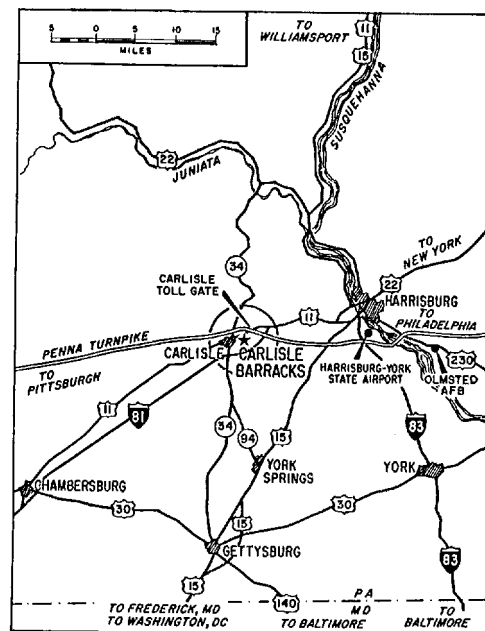 5 0 5 10 15
MILES
TO
WILLIAMSPORT
11
15
SUSQUEHANNA
22
JUNIATA
34
TO
NEW YORK
CARLISLE
TOLL GATE
22
HARRISBURG
TO
PHILADELPHIA
11
PENNA TURNPIKE
TO
PITTSBURGH
CARLISLE
CARLISLE
BARRACKS
HARRISBURG-YORK
STATE AIRPORT
230
OLMSTED
AFB
11
81
34
94
15
83
YORK
SPRINGS
YORK
CHAMBERSBURG
30
15
30
GETTYSBURG
83
15
140
PA
MD
TO FREDERICK, MD
TO WASHINGTON, DC
TO BALTIMORE
TO
BALTIMORE